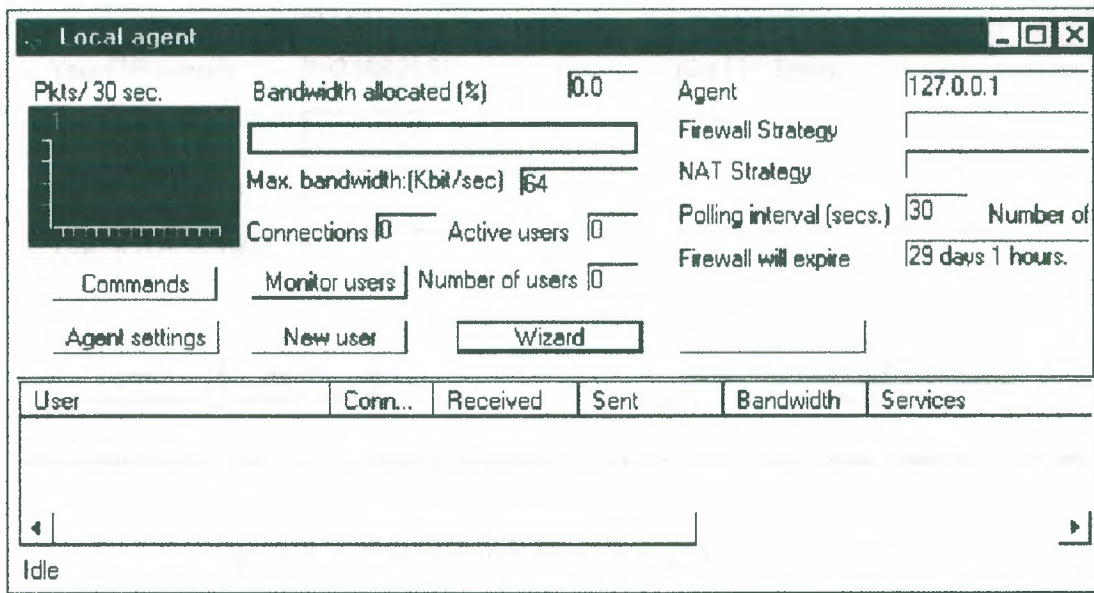 Local agent
Pkts/ 30 sec.
1
Bandwidth allocated (%) 0.0
Max. bandwidth:(Kbit/sec) 64
Connections 0 Active users 0
Number of users 0
Commands Monitor users
Agent settings New user Wizard
Agent 127.0.0.1
Firewall Strategy
NAT Strategy
Polling interval (secs.) 30 Number of
Firewall will expire 29 days 1 hours.
User Conn... Received Sent Bandwidth Services
Idle